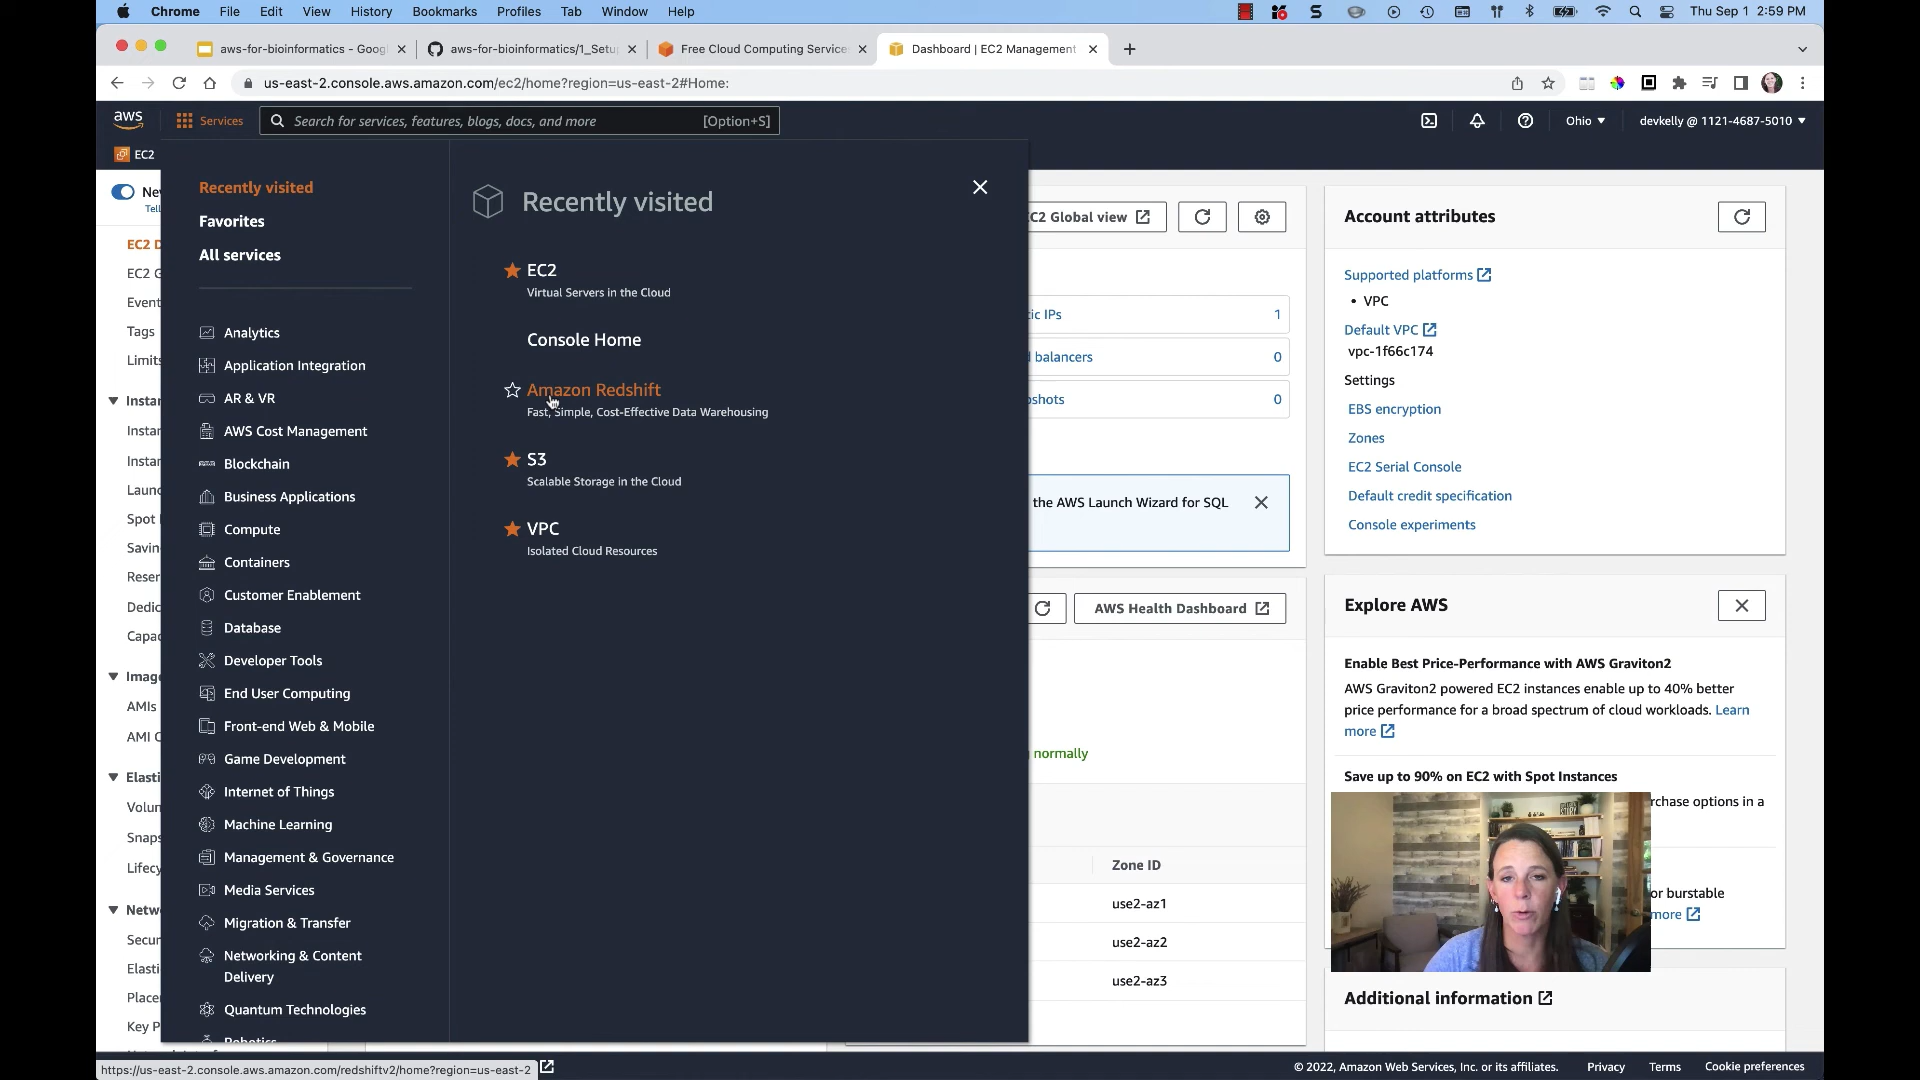 Chrome File Edit View History Bookmarks Profiles Tab Window Help Thu Sep 1 2:59 PM
aws-for-bioinformatics - Goog aws-for-bioinformatics/1_Setup Free Cloud Computing Service Dashboard | EC2 Management
us-east-2.console.aws.amazon.com/ec2/home?region=us-east-2#Home:
aws Services Search for services, features, blogs, docs, and more [Option+S] Ohio devkelly @ 1121-4687-5010
EC2
Recently visited
Favorites
All services
Analytics
Application Integration
AR & VR
AWS Cost Management
Blockchain
Business Applications
Compute
Containers
Customer Enablement
Database
Developer Tools
End User Computing
Front-end Web & Mobile
Game Development
Internet of Things
Machine Learning
Management & Governance
Media Services
Migration & Transfer
Networking & Content
Delivery
Quantum Technologies
Robotics
Recently visited
EC2
Virtual Servers in the Cloud
Console Home
Amazon Redshift
Fast, Simple, Cost-Effective Data Warehousing
S3
Scalable Storage in the Cloud
VPC
Isolated Cloud Resources
Ne
Tell
EC2 D
EC2 G
Event
Tags
Limits
Instan
Instan
Instan
Launc
Spot
Savin
Reser
Dedic
Capac
Image
AMIs
AMI C
Elasti
Volun
Snaps
Lifecy
Netw
Secur
Elasti
Place
Key P
C2 Global view
tic IPs 1
d balancers 0
pshots 0
the AWS Launch Wizard for SQL
AWS Health Dashboard
normally
Zone ID
use2-az1
use2-az2
use2-az3
Account attributes
Supported platforms
• VPC
Default VPC
vpc-1f66c174
Settings
EBS encryption
Zones
EC2 Serial Console
Default credit specification
Console experiments
Explore AWS
Enable Best Price-Performance with AWS Graviton2
AWS Graviton2 powered EC2 instances enable up to 40% better
price performance for a broad spectrum of cloud workloads. Learn
more
Save up to 90% on EC2 with Spot Instances
rchase options in a
or burstable
more
Additional information
https://us-east-2.console.aws.amazon.com/redshiftv2/home?region=us-east-2
© 2022, Amazon Web Services, Inc. or its affiliates. Privacy Terms Cookie preferences